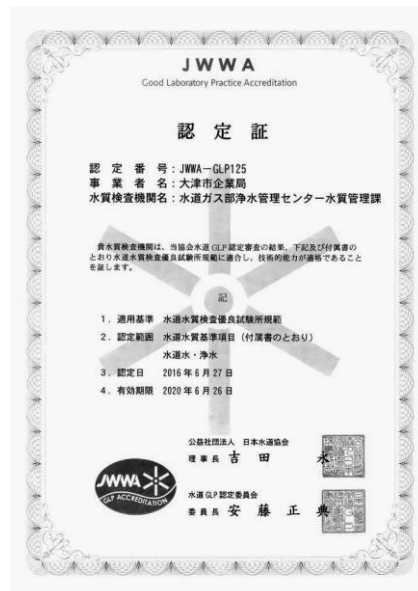 JWWA
Good Laboratory Practice Accreditation
認定証
認定番号：JWWA－GLP125
事業者名：大津市企業局
水質検査機関名：水道ガス部浄水管理センター水質管理課
貴水質検査機関は、当協会水道GLP認定審査の結果、下記及び付属書の
とおり水道水質検査優良試験所規範に適合し、技術的能力が適格であること
を証します。
記
1．適用基準　水道水質検査優良試験所規範
2．認定範囲　水道水質基準項目（付属書のとおり）
水道水・浄水
3．認定日　2016年6月27日
4．有効期限　2020年6月26日
公益社団法人　日本水道協会
理事長　吉田　永
水道GLP認定委員会
委員長　安藤正典
JWWA
GLP ACCREDITATION